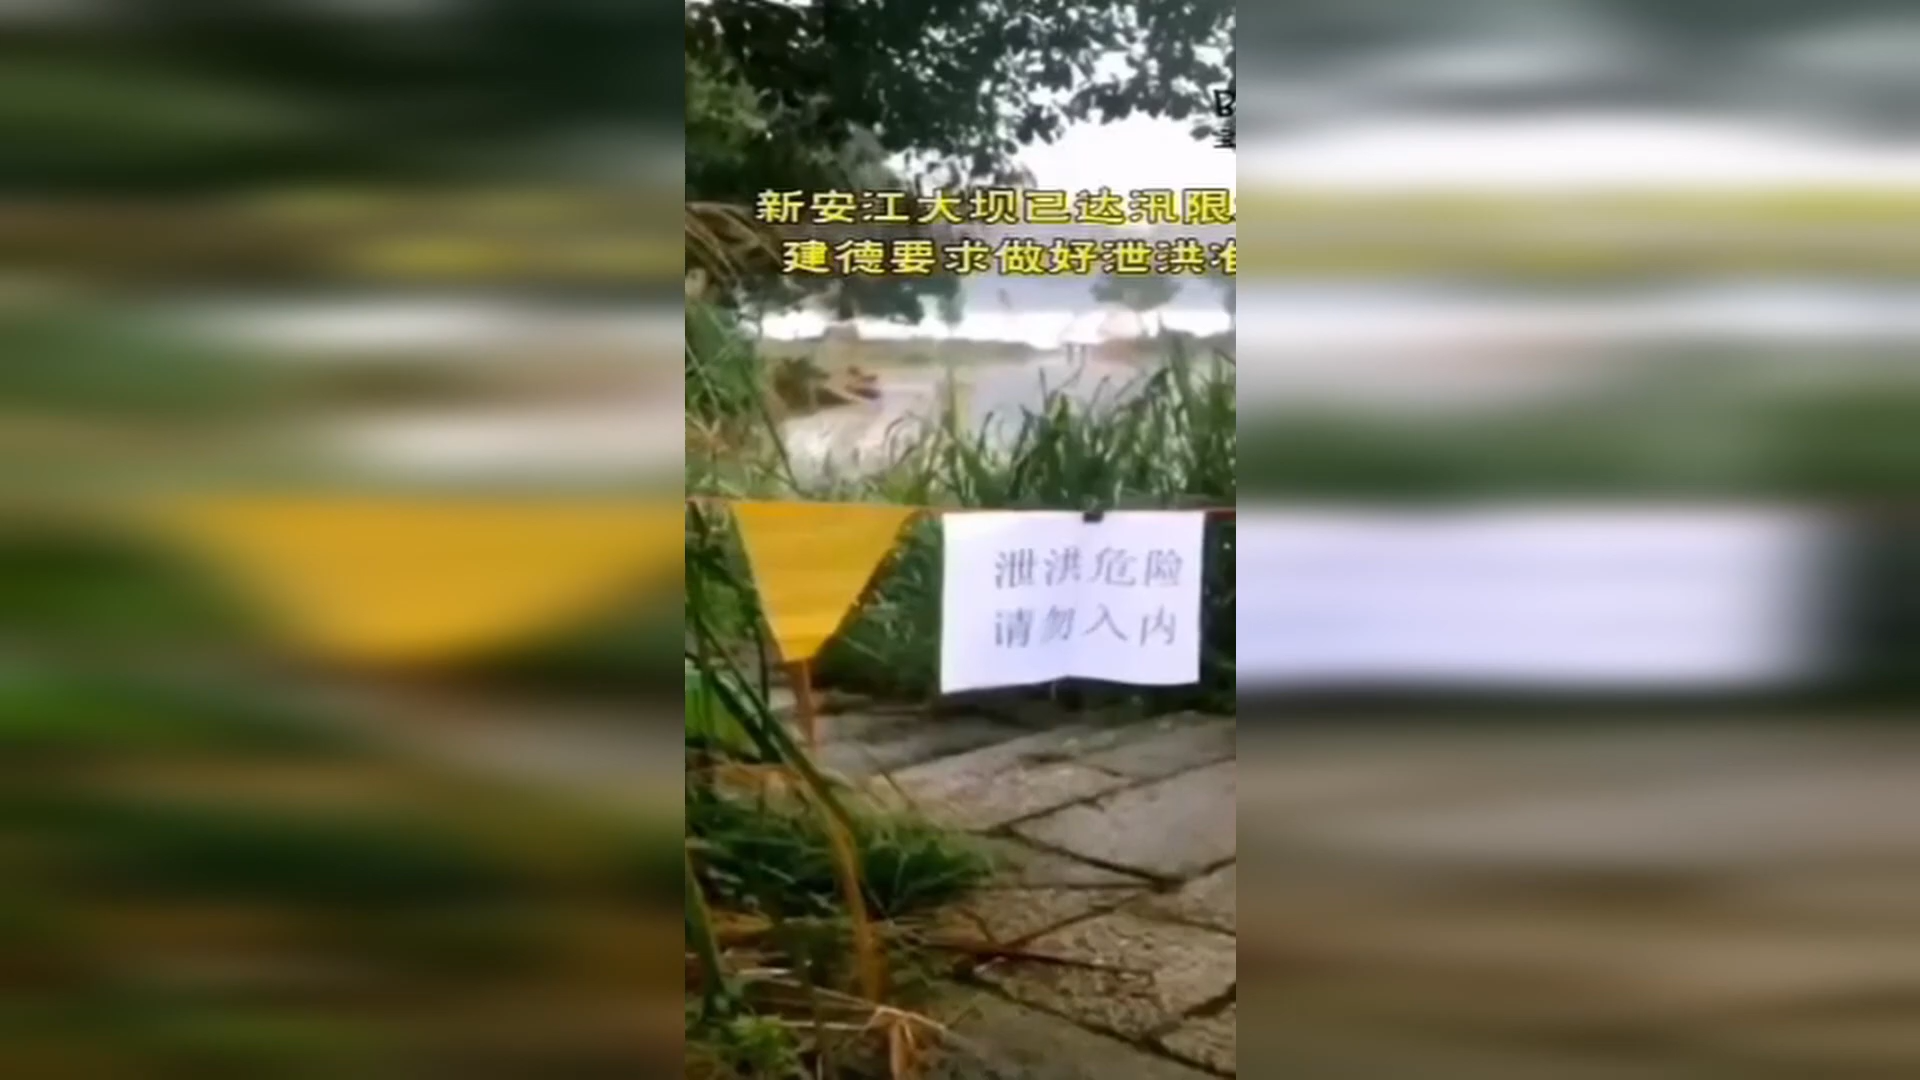 新安江大坝已达汛限
建德要求做好泄洪准
泄洪危险
请勿入内